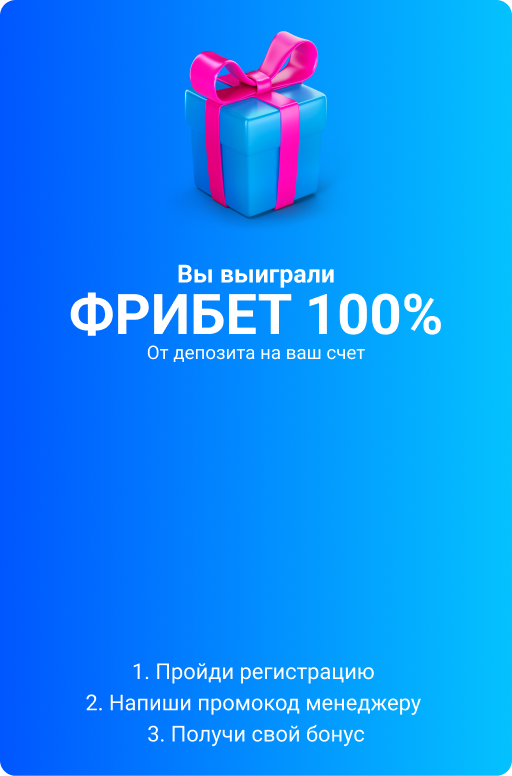 Вы выиграли
ФРИБЕТ 100%
От депозита на ваш счет
1. Пройди регистрацию
2. Напиши промокод менеджеру
3. Получи свой бонус